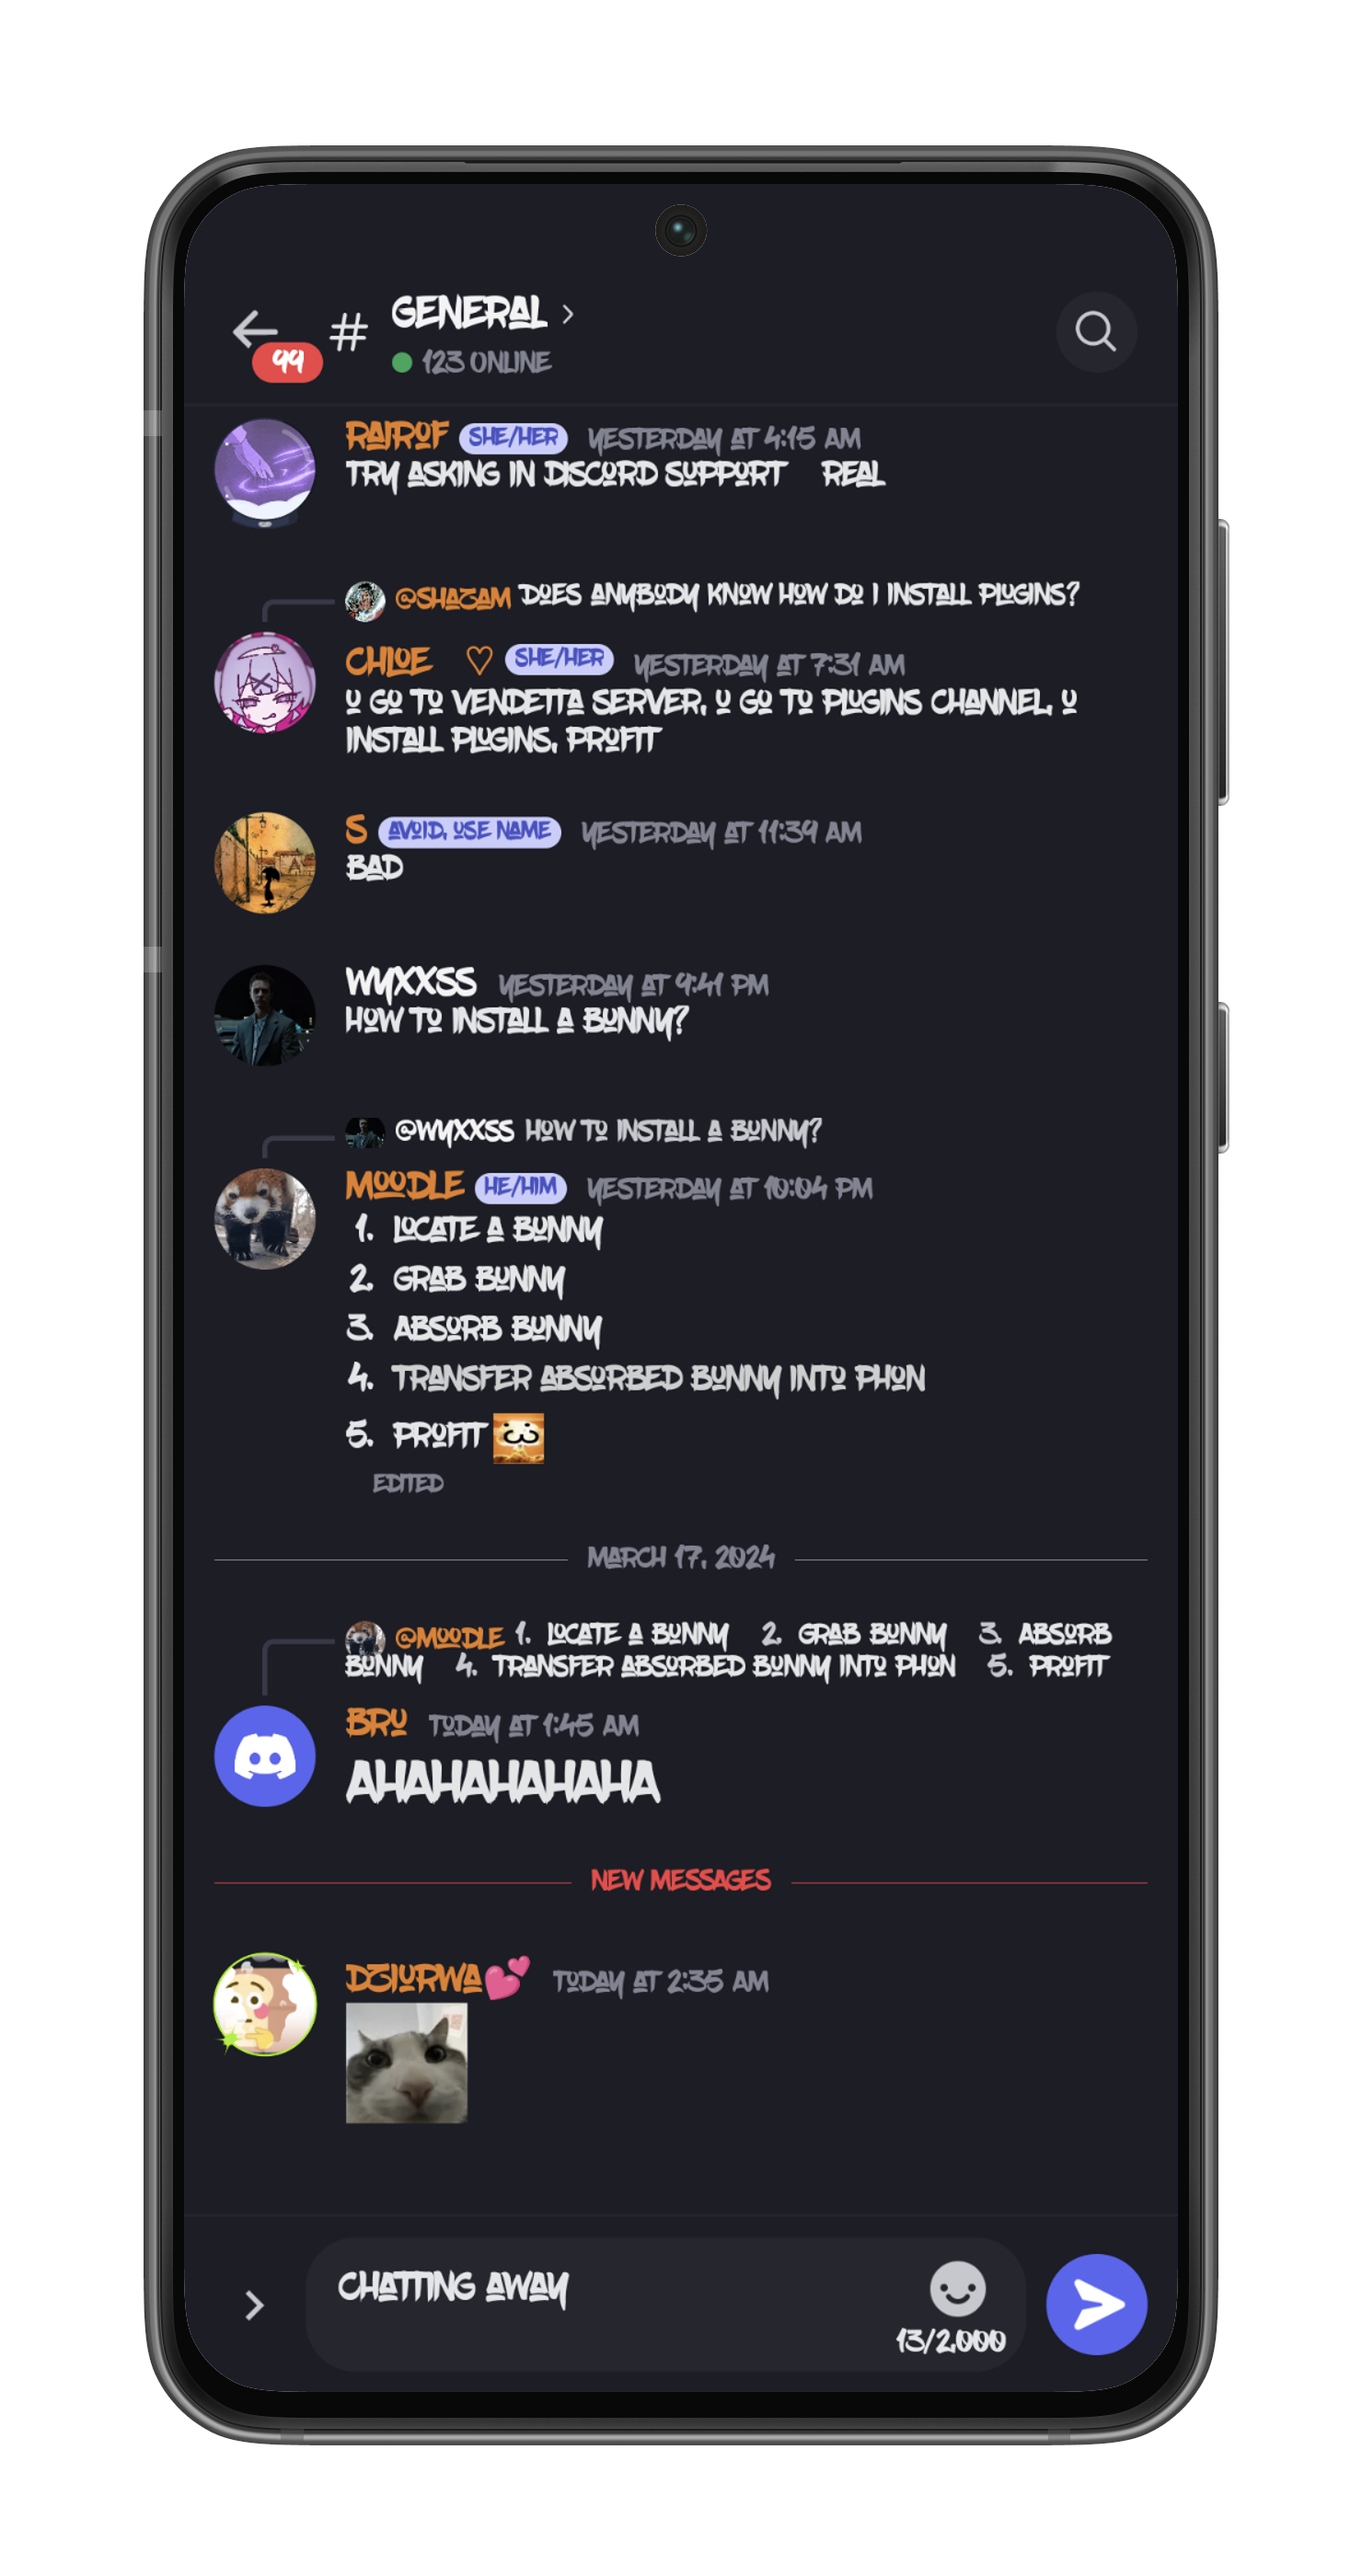 GENERAL
99
123 ONLINE
RAIROF SHE/HER YESTERDAY AT 4:15 AM
TRY ASKING IN DISCORD SUPPORT REAL
@SHAZAM DOES ANYBODY KNOW HOW DO I INSTALL PLUGINS?
CHLOE ♡ SHE/HER YESTERDAY AT 7:31 AM
U GO TO VENDETTA SERVER, U GO TO PLUGINS CHANNEL, U
INSTALL PLUGINS, PROFIT
S AVOID, USE NAME YESTERDAY AT 11:39 AM
BAD
WYXXSS YESTERDAY AT 9:41 PM
HOW TO INSTALL A BUNNY?
@WYXXSS HOW TO INSTALL A BUNNY?
MOODLE HE/HIM YESTERDAY AT 10:04 PM
1. LOCATE A BUNNY
2. GRAB BUNNY
3. ABSORB BUNNY
4. TRANSFER ABSORBED BUNNY INTO PHON
5. PROFIT
EDITED
MARCH 17, 2024
@MOODLE 1. LOCATE A BUNNY 2. GRAB BUNNY 3. ABSORB
BUNNY 4. TRANSFER ABSORBED BUNNY INTO PHON 5. PROFIT
BRU TODAY AT 1:45 AM
AHAHAHAHAHA
NEW MESSAGES
DZIURWA💕 TODAY AT 2:35 AM
CHATTING AWAY
13/2,000